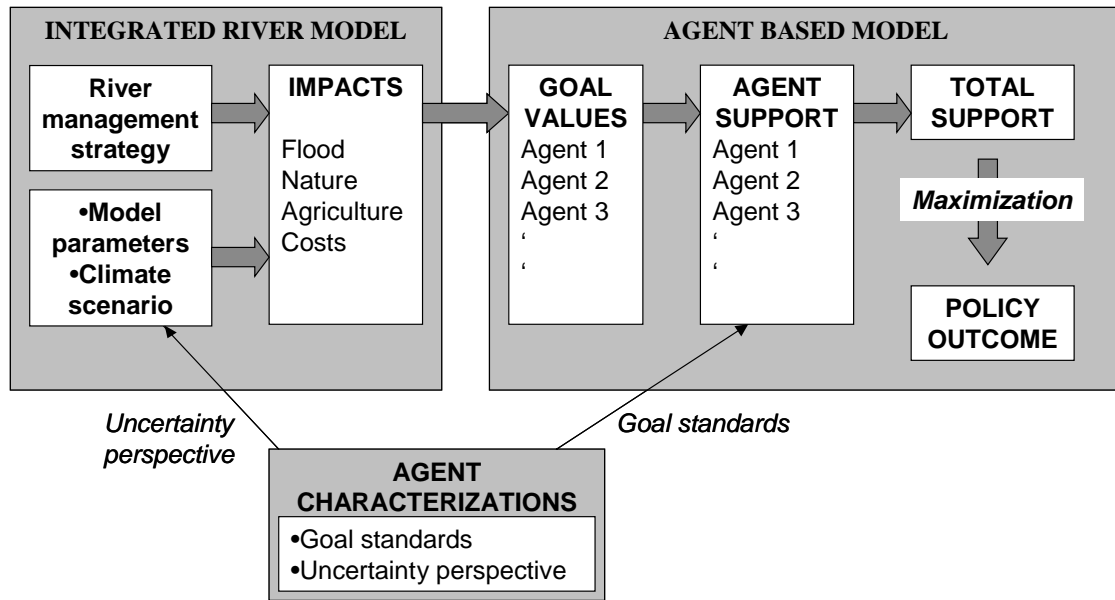 INTEGRATED RIVER MODEL
River
management
strategy
•Model
parameters
•Climate
scenario
IMPACTS
Flood
Nature
Agriculture
Costs
AGENT BASED MODEL
GOAL
VALUES
Agent 1
Agent 2
Agent 3
‘
‘
AGENT
SUPPORT
Agent 1
Agent 2
Agent 3
‘
‘
TOTAL
SUPPORT
Maximization
POLICY
OUTCOME
Uncertainty
perspective
Goal standards
AGENT
CHARACTERIZATIONS
•Goal standards
•Uncertainty perspective